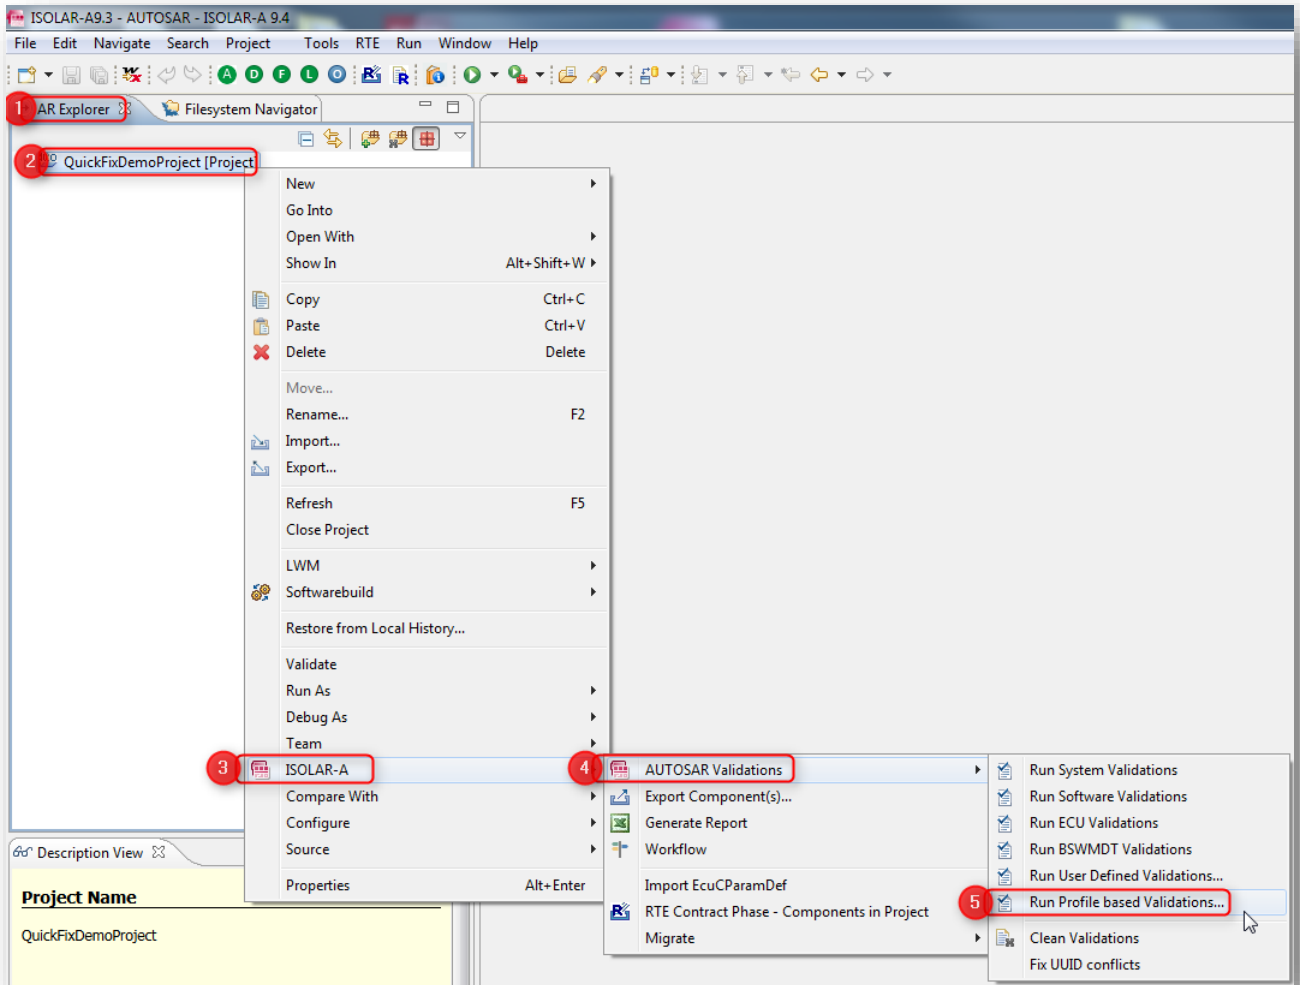 ISOLAR-A9.3 - AUTOSAR - ISOLAR-A 9.4
File Edit Navigate Search Project Tools RTE Run Window Help
1 AR Explorer Filesystem Navigator
2 QuickFixDemoProject [Project]
New
Go Into
Open With
Show In Alt+Shift+W
Copy Ctrl+C
Paste Ctrl+V
Delete Delete
Move...
Rename... F2
Import...
Export...
Refresh F5
Close Project
LWM
Softwarebuild
Restore from Local History...
Validate
Run As
Debug As
Team
3 ISOLAR-A
Compare With
Configure
Source
Properties Alt+Enter
4 AUTOSAR Validations
Export Component(s)...
Generate Report
Workflow
Import EcuCParamDef
RTE Contract Phase - Components in Project
Migrate
Run System Validations
Run Software Validations
Run ECU Validations
Run BSWMDT Validations
Run User Defined Validations...
5 Run Profile based Validations...
Clean Validations
Fix UUID conflicts
Description View
Project Name
QuickFixDemoProject